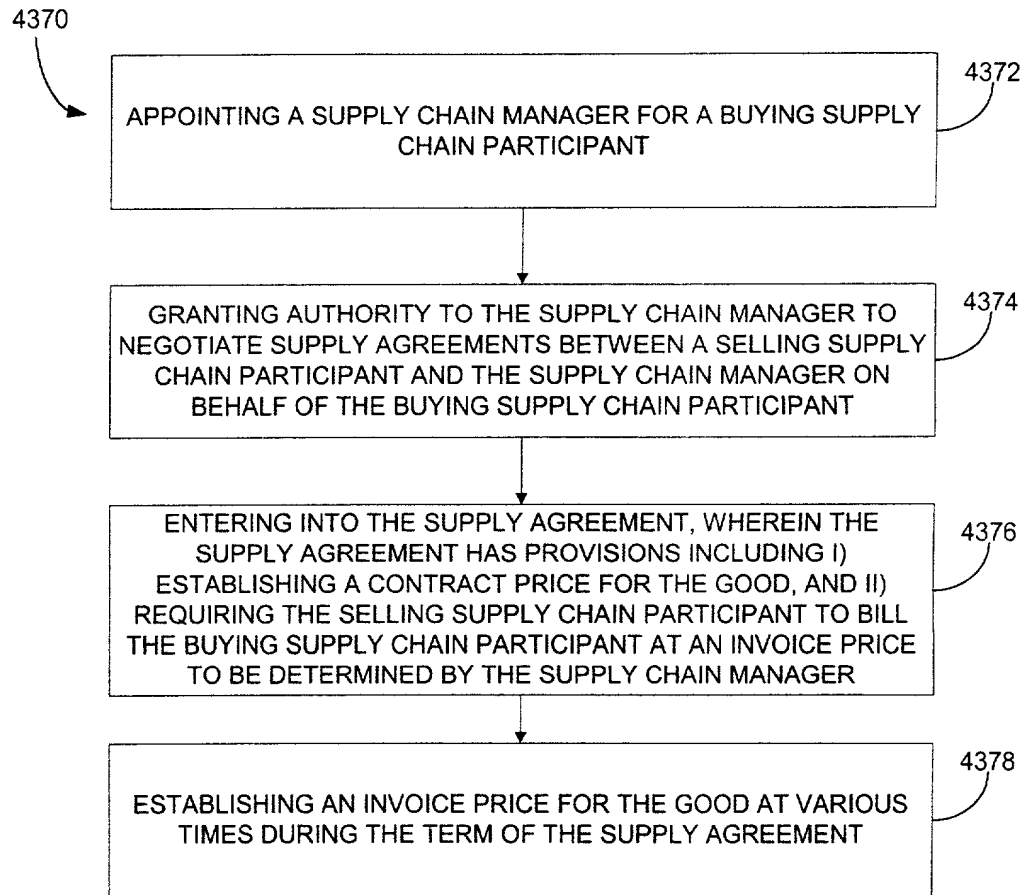 4370
4372
APPOINTING A SUPPLY CHAIN MANAGER FOR A BUYING SUPPLY
CHAIN PARTICIPANT
4374
GRANTING AUTHORITY TO THE SUPPLY CHAIN MANAGER TO
NEGOTIATE SUPPLY AGREEMENTS BETWEEN A SELLING SUPPLY
CHAIN PARTICIPANT AND THE SUPPLY CHAIN MANAGER ON
BEHALF OF THE BUYING SUPPLY CHAIN PARTICIPANT
4376
ENTERING INTO THE SUPPLY AGREEMENT, WHEREIN THE
SUPPLY AGREEMENT HAS PROVISIONS INCLUDING I)
ESTABLISHING A CONTRACT PRICE FOR THE GOOD, AND II)
REQUIRING THE SELLING SUPPLY CHAIN PARTICIPANT TO BILL
THE BUYING SUPPLY CHAIN PARTICIPANT AT AN INVOICE PRICE
TO BE DETERMINED BY THE SUPPLY CHAIN MANAGER
4378
ESTABLISHING AN INVOICE PRICE FOR THE GOOD AT VARIOUS
TIMES DURING THE TERM OF THE SUPPLY AGREEMENT